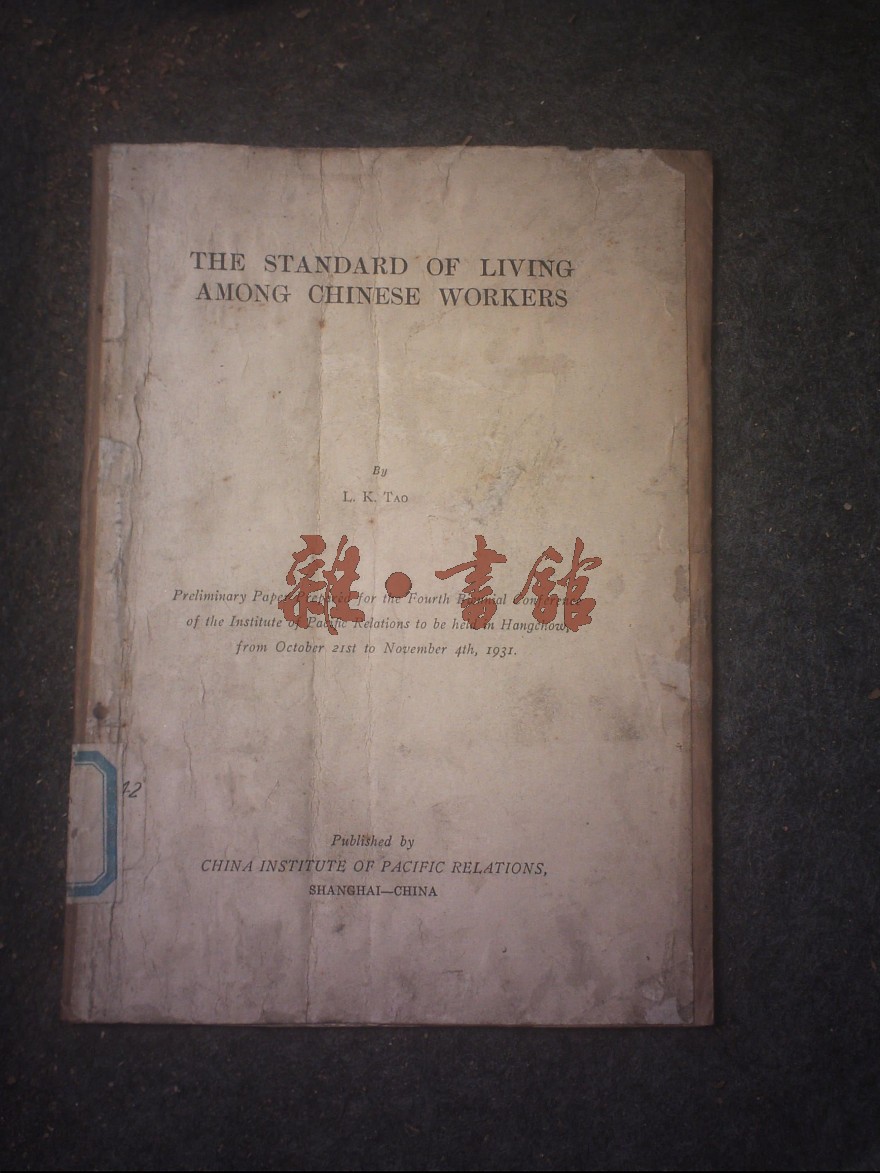 THE STANDARD OF LIVING
AMONG CHINESE WORKERS
By
L. K. TAO
雜·書館
Preliminary Paper Prepared for the Fourth Biennial Conference
of the Institute of Pacific Relations to be held in Hangchow,
from October 21st to November 4th, 1931.
Published by
CHINA INSTITUTE OF PACIFIC RELATIONS,
SHANGHAI—CHINA